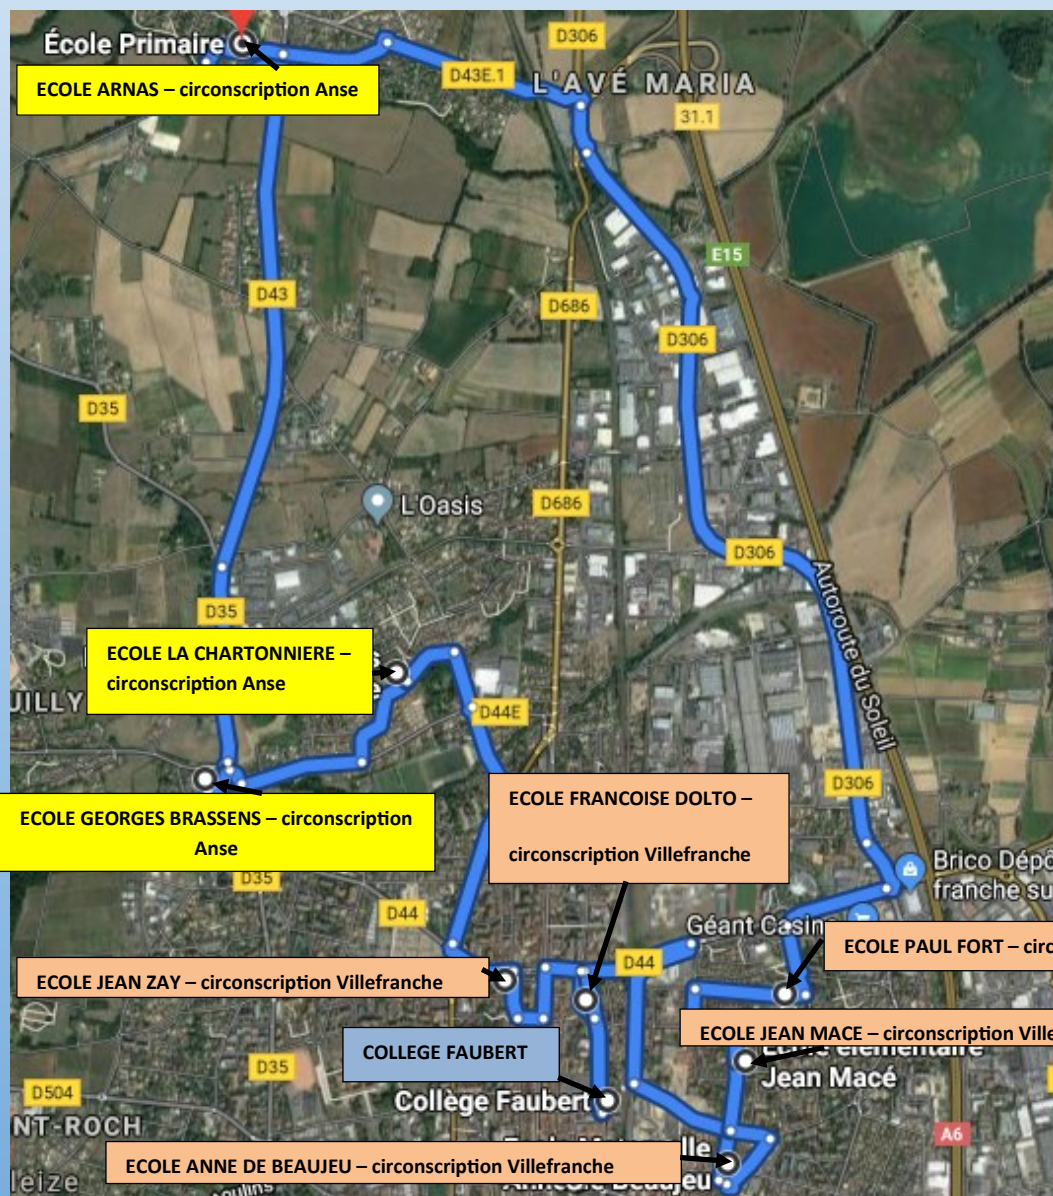 École Primaire
D306
ECOLE ARNAS – circonscription Anse
D43E.1
L'AVÉ MARIA
31.1
E15
D43
D686
D306
D35
L'Oasis
D686
D306
Autoroute du Soleil
D35
ECOLE LA CHARTONNIERE –
circonscription Anse
UILLY
D44E
D306
ECOLE FRANCOISE DOLTO –
circonscription Villefranche
ECOLE GEORGES BRASSENS – circonscription
Anse
Brico Dépô
franche su
D35
D44
Géant Casino
ECOLE PAUL FORT – circ
D44
ECOLE JEAN ZAY – circonscription Villefranche
ECOLE JEAN MACE – circonscription Ville
COLLEGE FAUBERT
École élémentaire
Jean Macé
D35
D504
Collège Faubert
NT-ROCH
A6
ECOLE ANNE DE BEAUJEU – circonscription Villefranche
leize